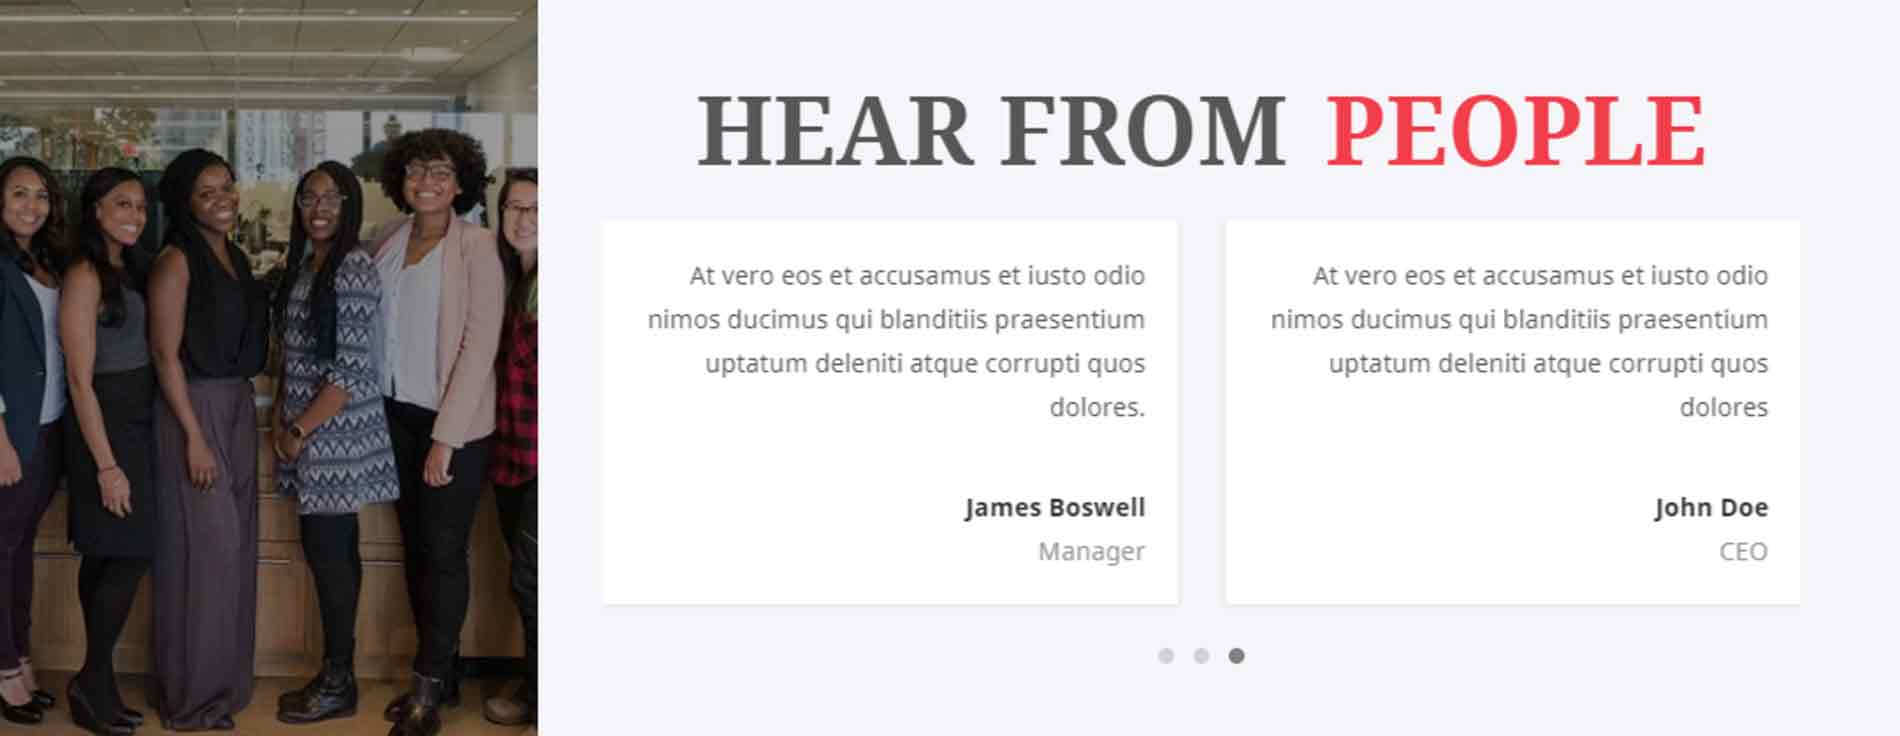 HEAR FROM PEOPLE
At vero eos et accusamus et iusto odio
nimos ducimus qui blanditiis praesentium
uptatum deleniti atque corrupti quos
dolores.
James Boswell
Manager
At vero eos et accusamus et iusto odio
nimos ducimus qui blanditiis praesentium
uptatum deleniti atque corrupti quos
dolores
John Doe
CEO